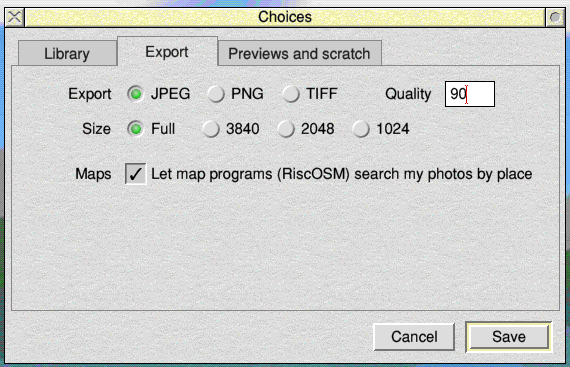 Choices
Library Export Previews and scratch
Export JPEG PNG TIFF Quality 90
Size Full 3840 2048 1024
Maps Let map programs (RiscOSM) search my photos by place
Cancel Save